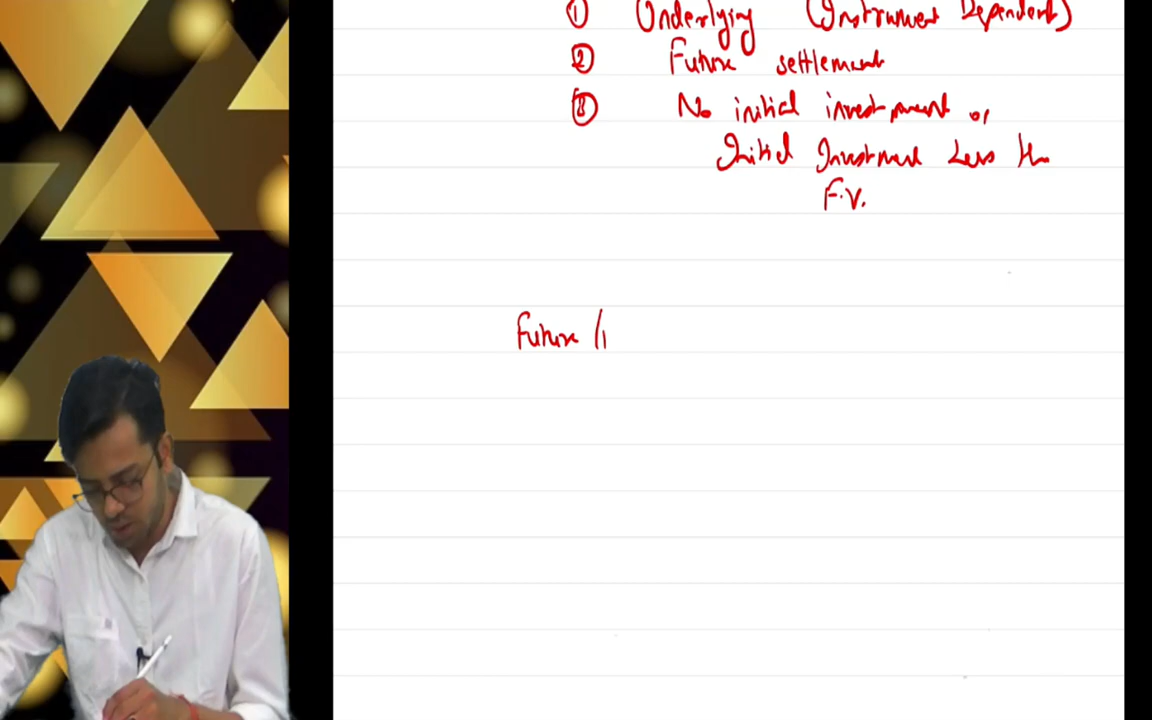 ① Underlying (Instrument Dependent)
② Future settlement
③ No initial investment or
Initial Investment Less than
F.V.
Future (